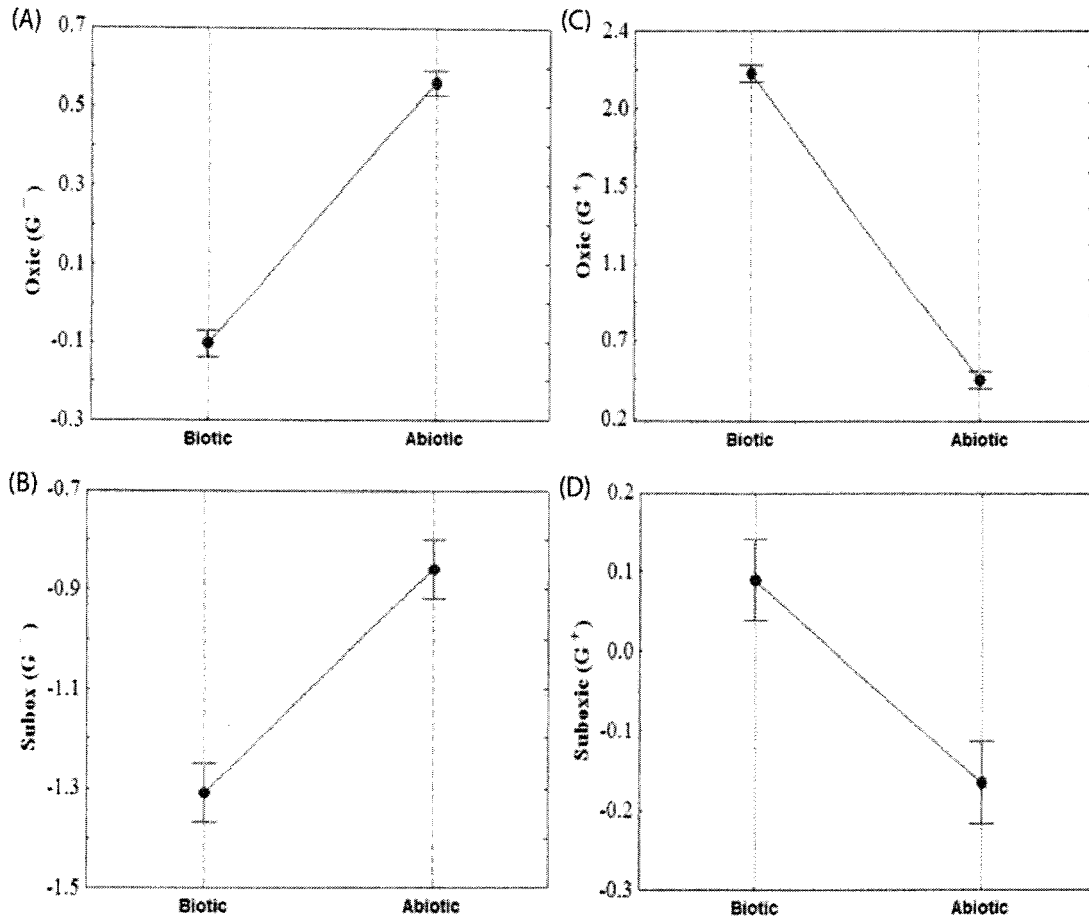 (A)
0.7
0.5
0.3
0.1
-0.1
-0.3
Oxic (G⁻)
Biotic
Abiotic
(C)
2.4
2.0
1.5
1.1
0.7
0.2
Oxic (G⁺)
Biotic
Abiotic
(B)
-0.7
-0.9
-1.1
-1.3
-1.5
Subox (G⁻)
Biotic
Abiotic
(D)
0.2
0.1
0.0
-0.1
-0.2
-0.3
Suboxic (G⁺)
Biotic
Abiotic